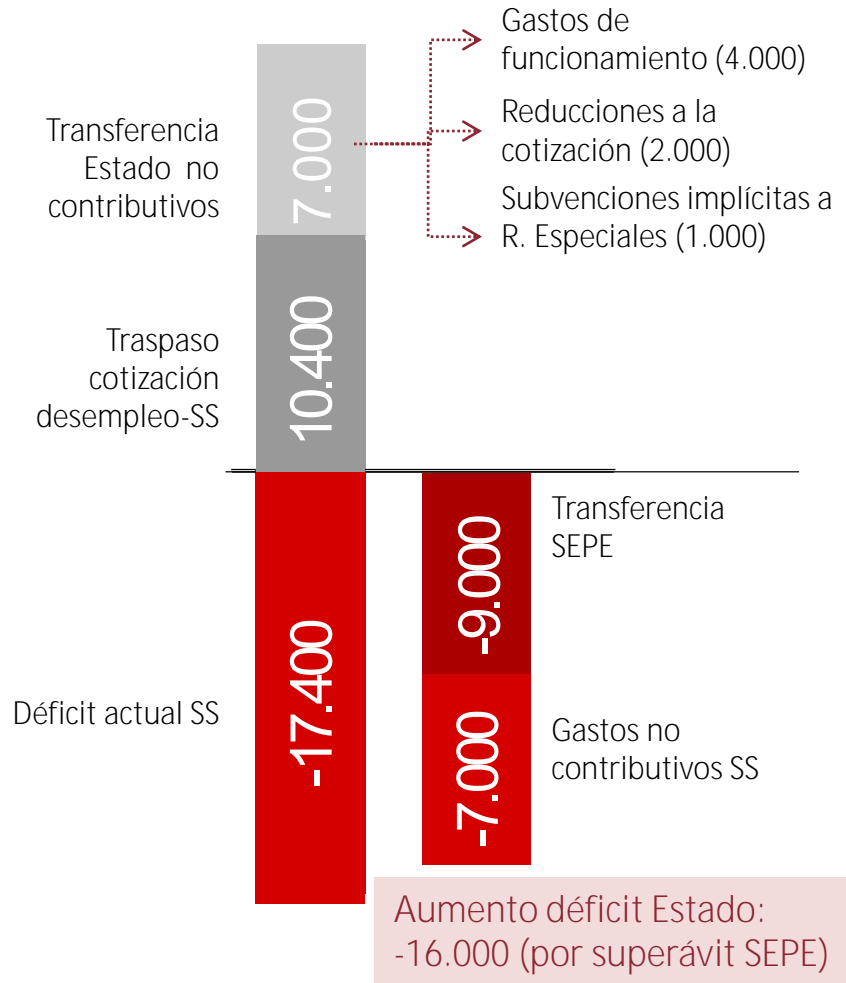 Gastos de
funcionamiento (4.000)
Reducciones a la
cotización (2.000)
Subvenciones implícitas a
R. Especiales (1.000)
Transferencia
Estado no
contributivos
7.000
Traspaso
cotización
desempleo-SS
10.400
Déficit actual SS
-17.400
-9.000
Transferencia
SEPE
-7.000
Gastos no
contributivos SS
Aumento déficit Estado:
-16.000 (por superávit SEPE)